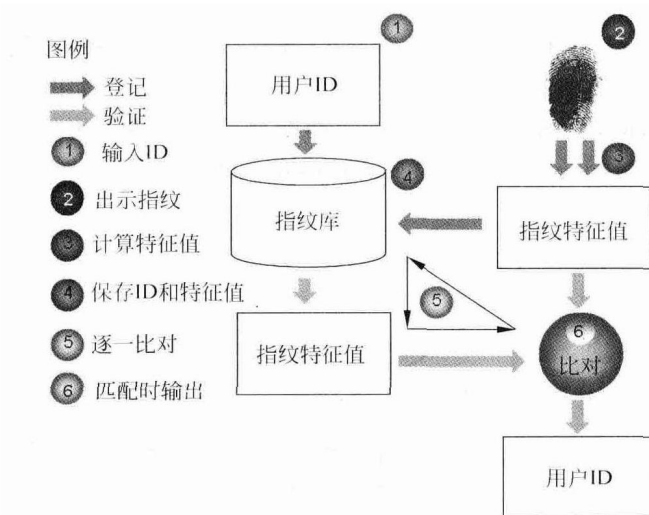 图例
登记
验证
1 输入ID
2 出示指纹
3 计算特征值
4 保存ID和特征值
5 逐一比对
6 匹配时输出
1
用户ID
4
指纹库
指纹特征值
2
3
指纹特征值
5
6
比对
用户ID